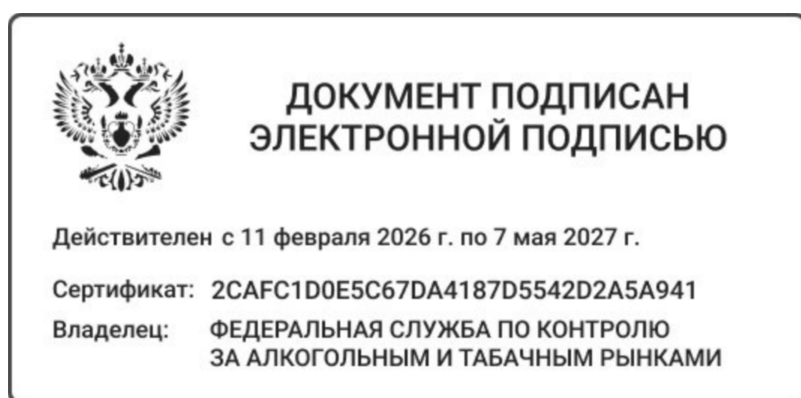 ДОКУМЕНТ ПОДПИСАН
ЭЛЕКТРОННОЙ ПОДПИСЬЮ
Действителен с 11 февраля 2026 г. по 7 мая 2027 г.
Сертификат: 2CAFC1D0E5C67DA4187D5542D2A5A941
Владелец: ФЕДЕРАЛЬНАЯ СЛУЖБА ПО КОНТРОЛЮ
ЗА АЛКОГОЛЬНЫМ И ТАБАЧНЫМ РЫНКАМИ